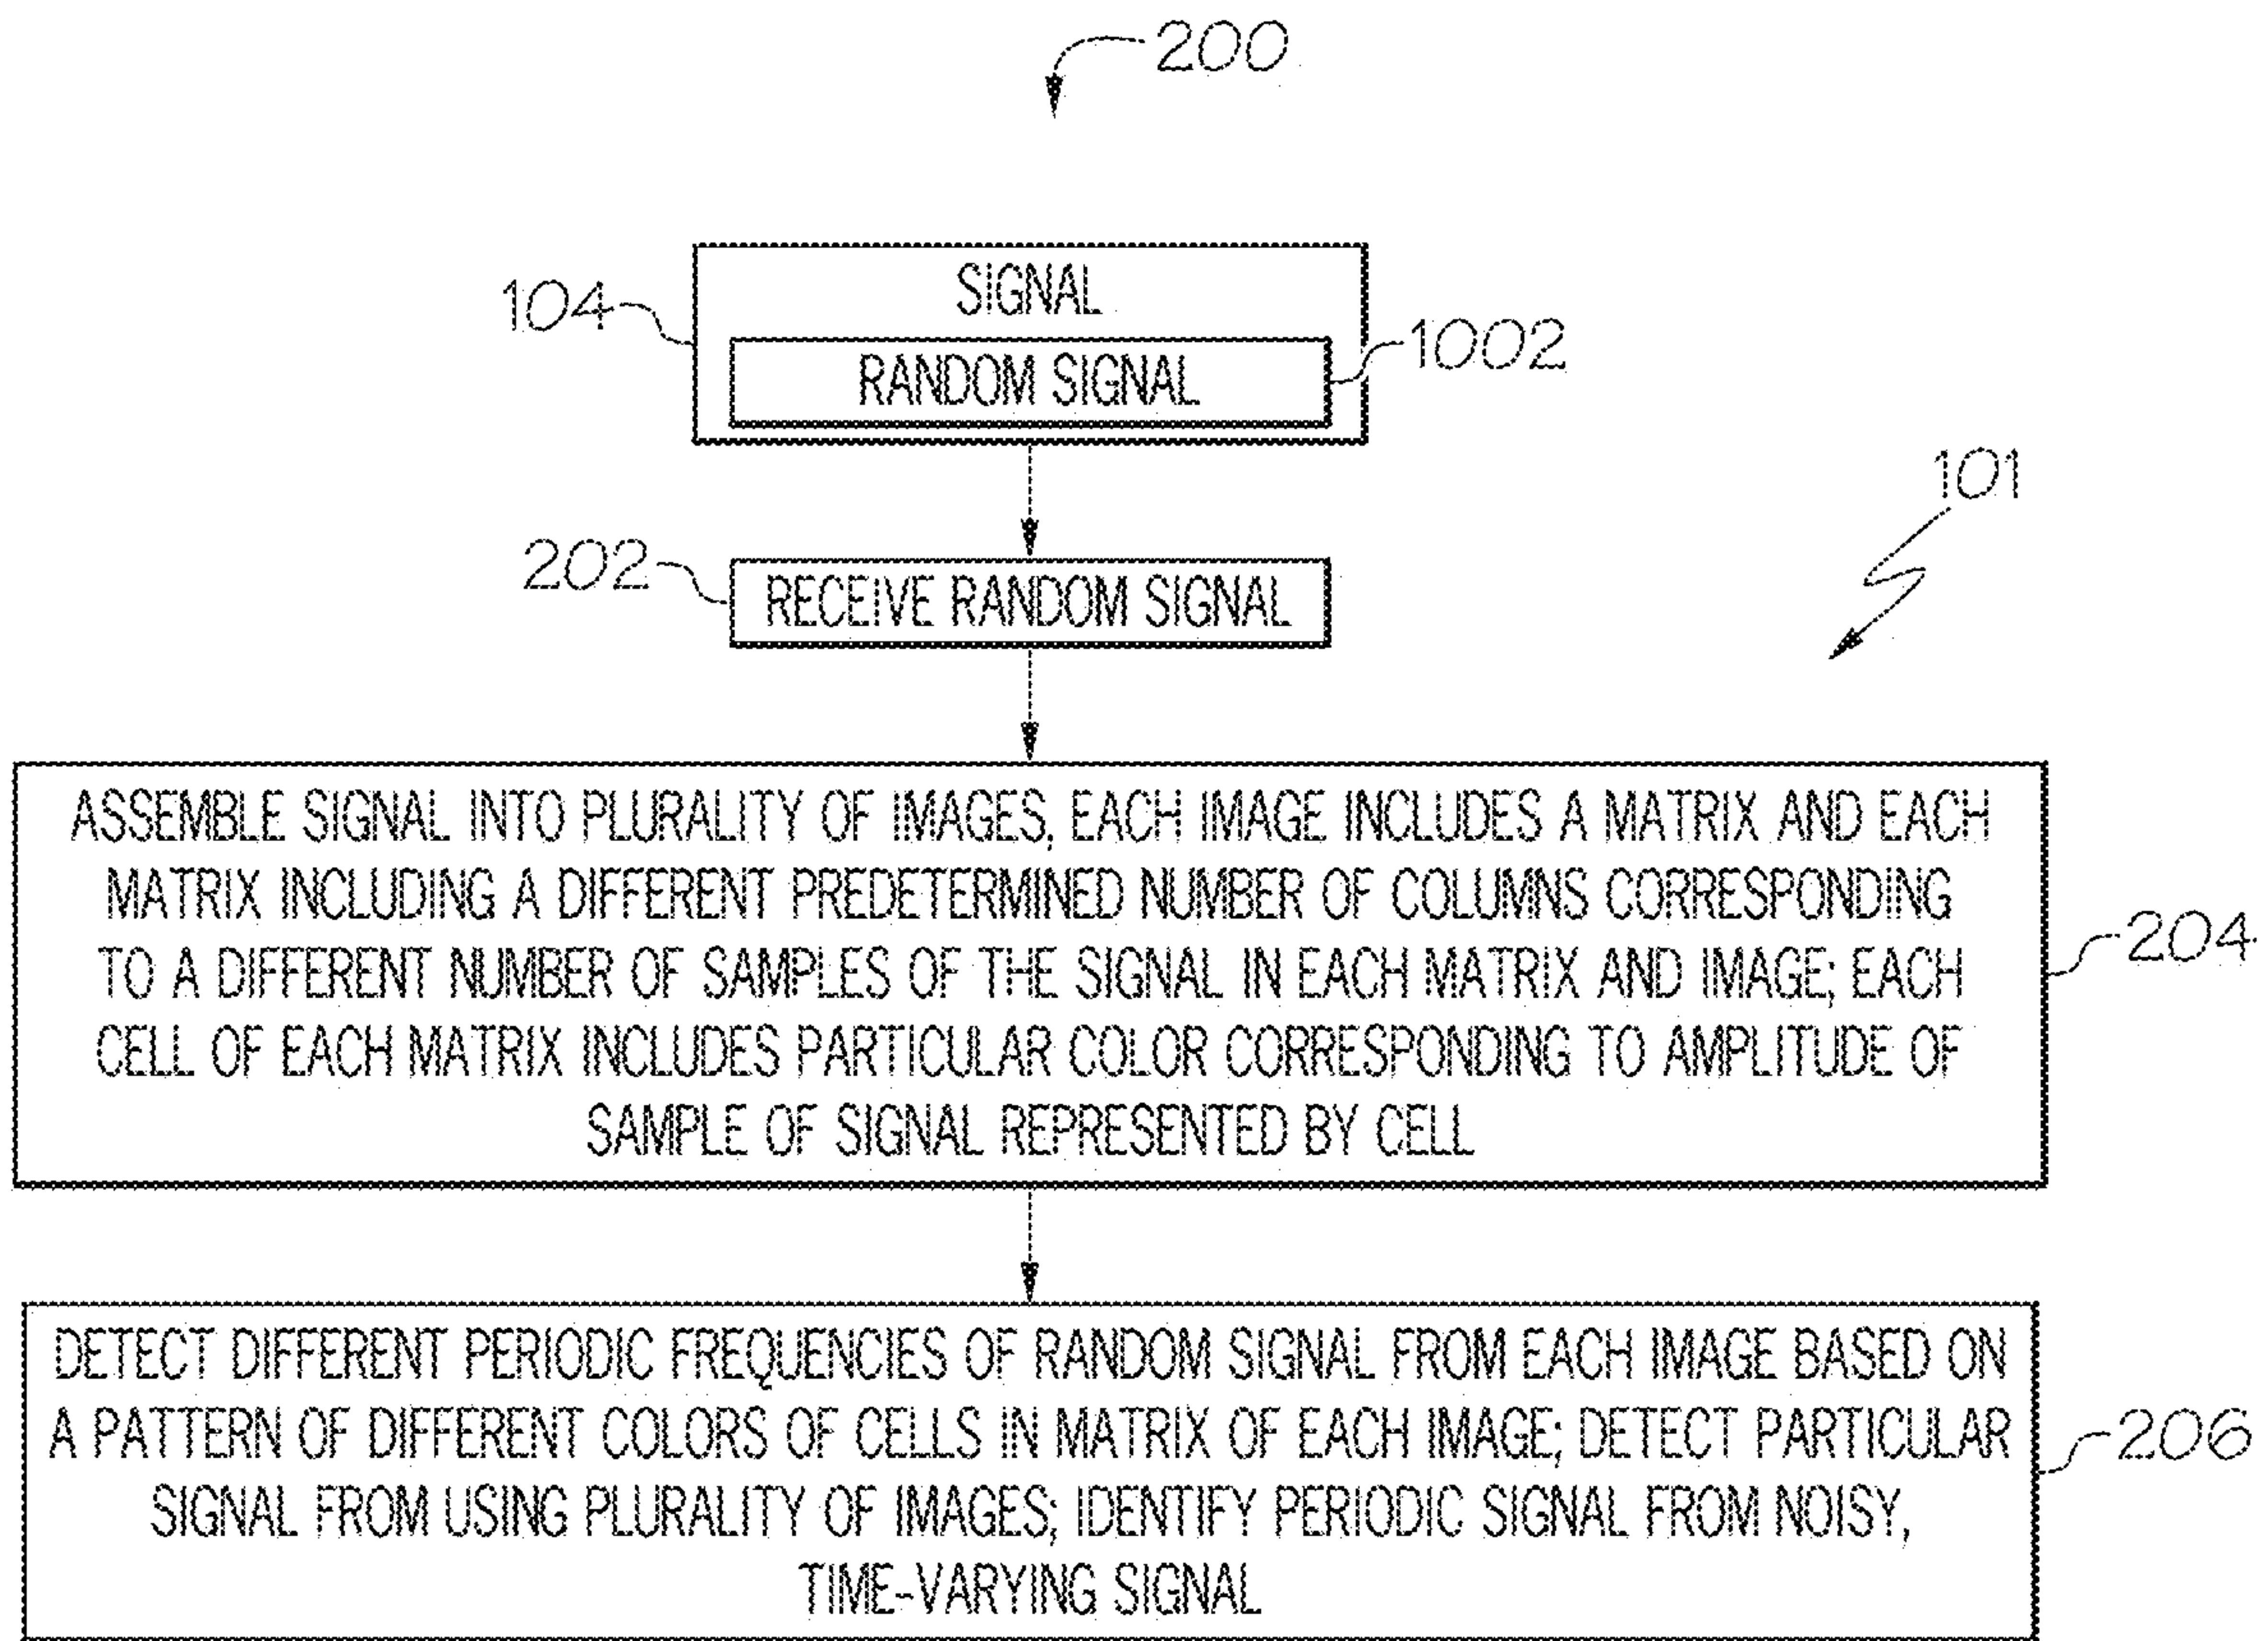 200
SIGNAL
104
RANDOM SIGNAL
1002
101
202
RECEIVE RANDOM SIGNAL
ASSEMBLE SIGNAL INTO PLURALITY OF IMAGES, EACH IMAGE INCLUDES A MATRIX AND EACH
MATRIX INCLUDING A DIFFERENT PREDETERMINED NUMBER OF COLUMNS CORRESPONDING
TO A DIFFERENT NUMBER OF SAMPLES OF THE SIGNAL IN EACH MATRIX AND IMAGE; EACH
CELL OF EACH MATRIX INCLUDES PARTICULAR COLOR CORRESPONDING TO AMPLITUDE OF
SAMPLE OF SIGNAL REPRESENTED BY CELL
204
DETECT DIFFERENT PERIODIC FREQUENCIES OF RANDOM SIGNAL FROM EACH IMAGE BASED ON
A PATTERN OF DIFFERENT COLORS OF CELLS IN MATRIX OF EACH IMAGE; DETECT PARTICULAR
SIGNAL FROM USING PLURALITY OF IMAGES; IDENTIFY PERIODIC SIGNAL FROM NOISY,
TIME-VARYING SIGNAL
206